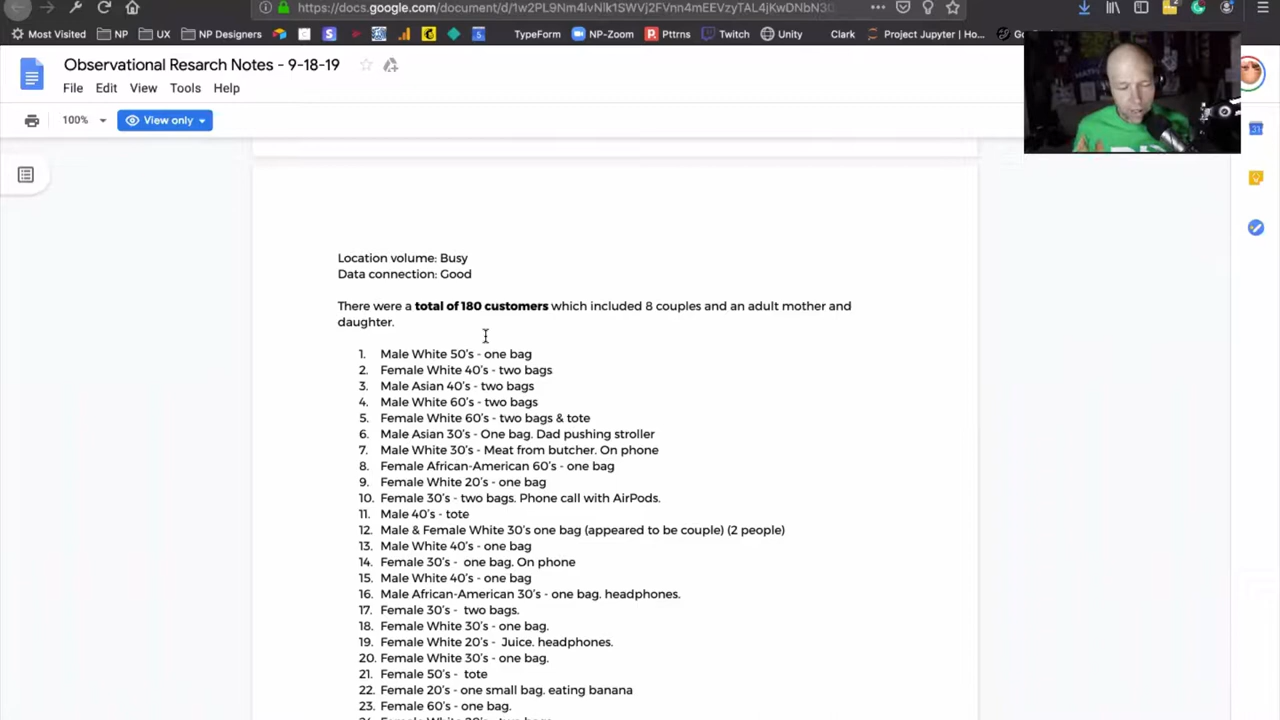 https://docs.google.com/document/d/1w2PL9Nm4lvNlk1SWVj2FVnn4mEEVzyTAL4jKwDNbN3
Most Visited NP UX NP Designers TypeForm NP-Zoom Pttrns Twitch Unity Clark Project Jupyter | Ho...
Observational Resarch Notes - 9-18-19
File Edit View Tools Help
100% View only
Location volume: Busy
Data connection: Good
There were a total of 180 customers which included 8 couples and an adult mother and
daughter.
1. Male White 50's - one bag
2. Female White 40's - two bags
3. Male Asian 40's - two bags
4. Male White 60's - two bags
5. Female White 60's - two bags & tote
6. Male Asian 30's - One bag. Dad pushing stroller
7. Male White 30's - Meat from butcher. On phone
8. Female African-American 60's - one bag
9. Female White 20's - one bag
10. Female 30's - two bags. Phone call with AirPods.
11. Male 40's - tote
12. Male & Female White 30's one bag (appeared to be couple) (2 people)
13. Male White 40's - one bag
14. Female 30's - one bag. On phone
15. Male White 40's - one bag
16. Male African-American 30's - one bag. headphones.
17. Female 30's - two bags.
18. Female White 30's - one bag.
19. Female White 20's - Juice. headphones.
20. Female White 30's - one bag.
21. Female 50's - tote
22. Female 20's - one small bag. eating banana
23. Female 60's - one bag.